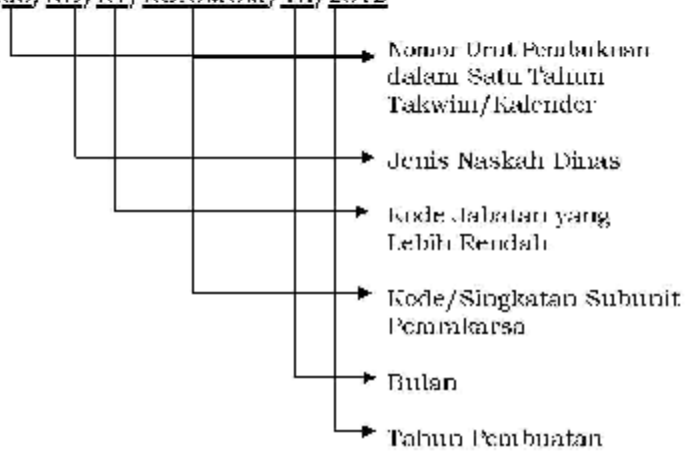 Nomor Urut Pembukuan
dalam Satu Tahun
Takwim/Kalender
Jenis Naskah Dinas
Kode Jabatan yang
Lebih Rendah
Kode/Singkatan Subunit
Pemrakarsa
Bulan
Tahun Pembuatan